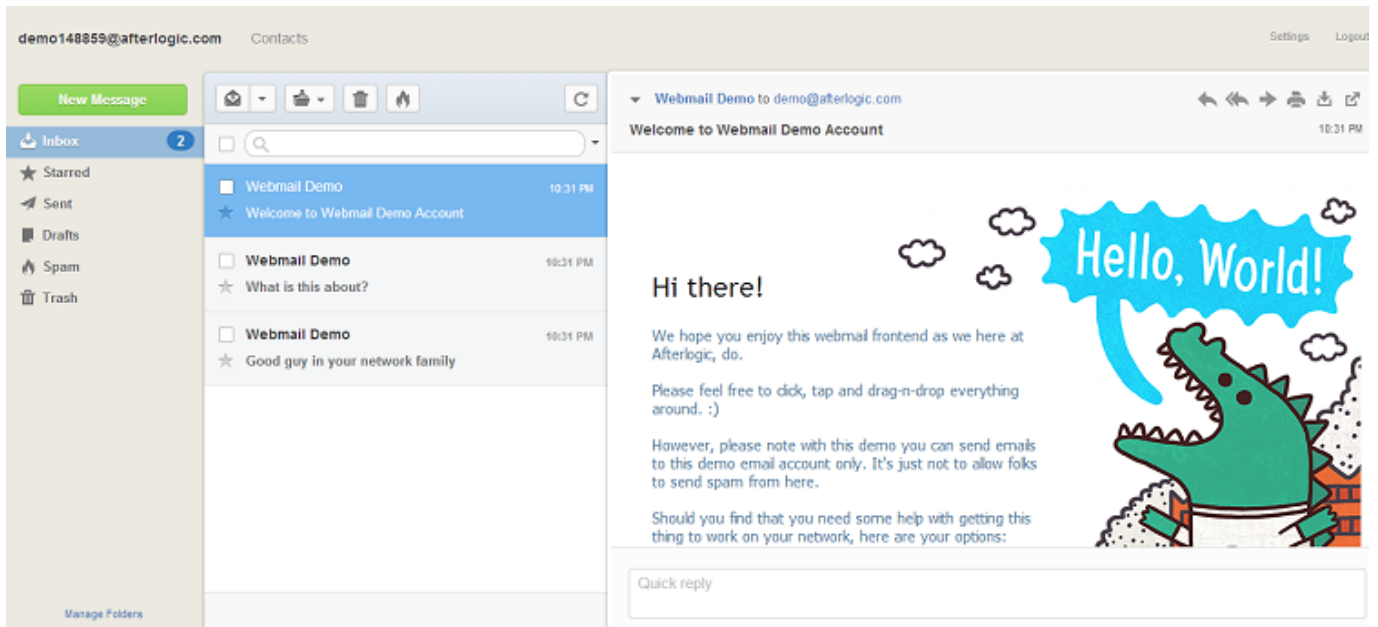 demo148859@afterlogic.com Contacts Settings Logout
New Message
Inbox 2
Starred
Sent
Drafts
Spam
Trash
Manage Folders
Webmail Demo 10:31 PM
Welcome to Webmail Demo Account
Webmail Demo 10:31 PM
What is this about?
Webmail Demo 10:31 PM
Good guy in your network family
Webmail Demo to demo@afterlogic.com
Welcome to Webmail Demo Account 10:31 PM
Hello, World!
Hi there!
We hope you enjoy this webmail frontend as we here at
Afterlogic, do.
Please feel free to click, tap and drag-n-drop everything
around. :)
However, please note with this demo you can send emails
to this demo email account only. It's just not to allow folks
to send spam from here.
Should you find that you need some help with getting this
thing to work on your network, here are your options:
Quick reply